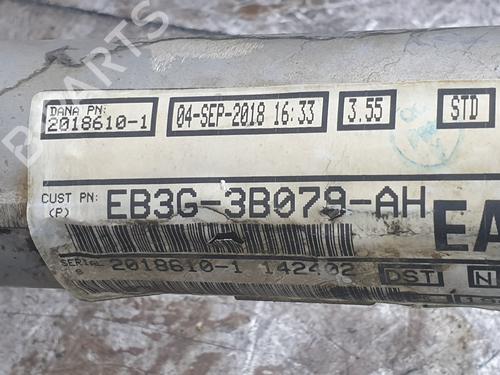 DANA PN:
2018610-1
04-SEP-2018 16:33
3.55
STD
CUST PN:
(P)
EB3G-3B079-AH
EA
2018610-1 142402
DST
N
B PARTS